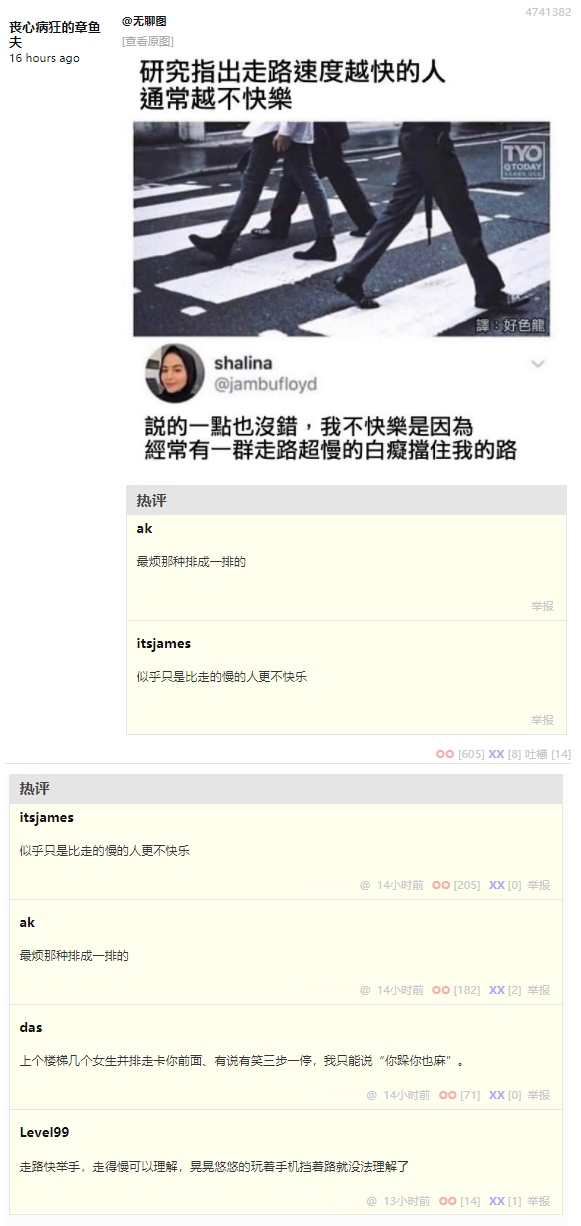 4741382
丧心病狂的章鱼
夫
16 hours ago
@无聊图
[查看原图]
研究指出走路速度越快的人
通常越不快樂
TYO
@TODAY
YEARS OLD
譯：好色龍
shalina
@jambufloyd
説的一點也沒錯，我不快樂是因為
經常有一群走路超慢的白癡擋住我的路
热评
ak
最烦那种排成一排的
举报
itsjames
似乎只是比走的慢的人更不快乐
举报
OO [605] XX [8] 吐槽 [14]
热评
itsjames
似乎只是比走的慢的人更不快乐
@ 14小时前 OO [205] XX [0] 举报
ak
最烦那种排成一排的
@ 14小时前 OO [182] XX [2] 举报
das
上个楼梯几个女生并排走卡你前面、有说有笑三步一停，我只能说“你跺你也麻”。
@ 14小时前 OO [71] XX [0] 举报
Level99
走路快举手，走得慢可以理解，晃晃悠悠的玩着手机挡着路就没法理解了
@ 13小时前 OO [14] XX [1] 举报